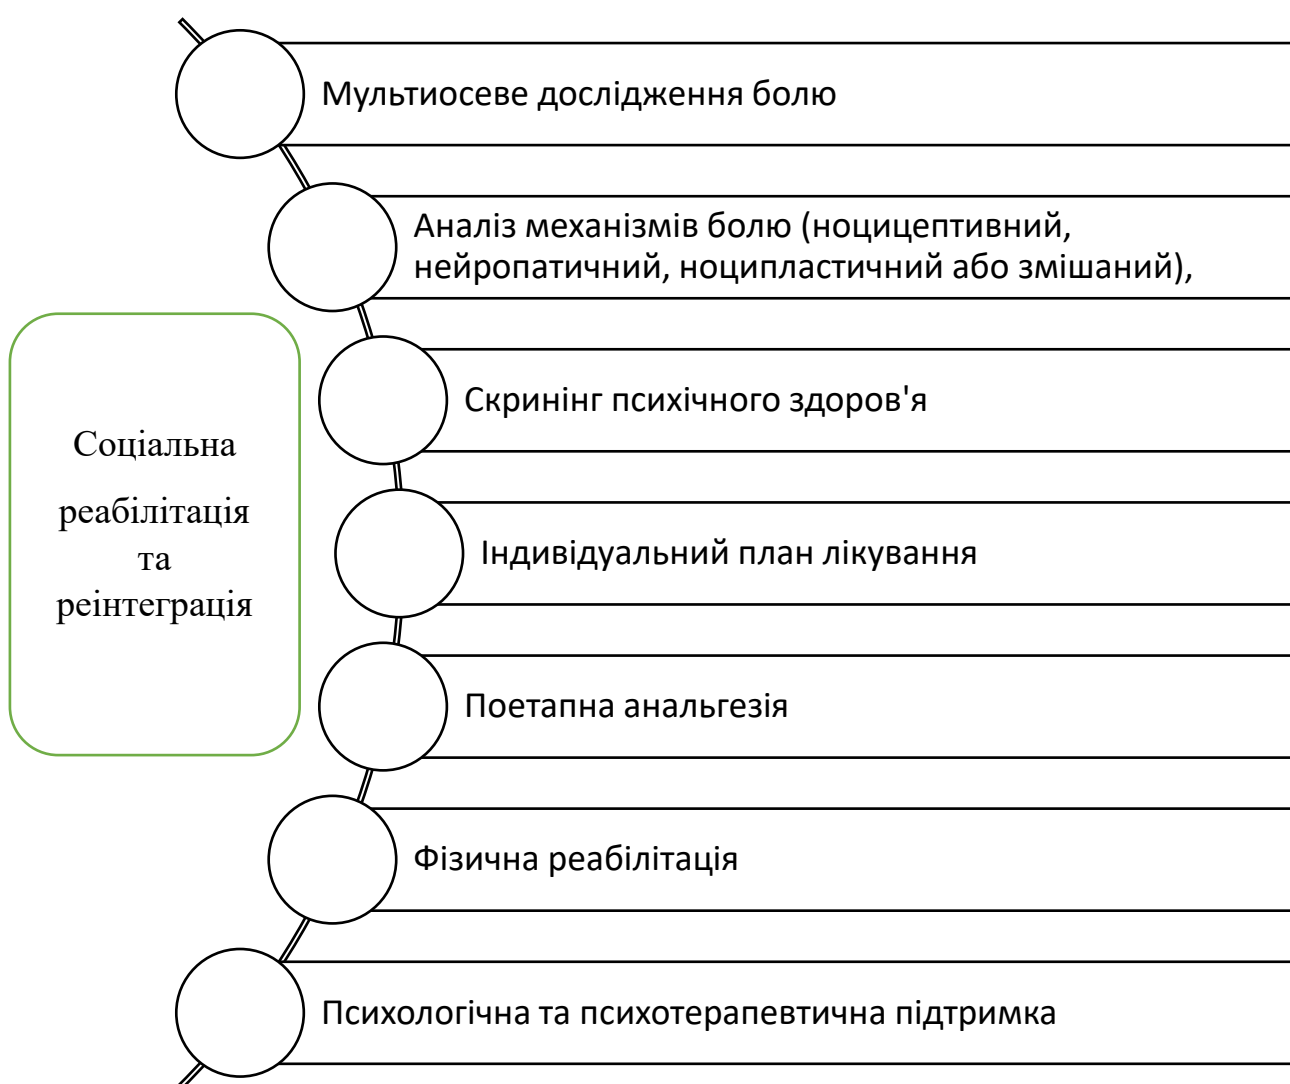 Мультиосеве дослідження болю
Аналіз механізмів болю (ноцицептивний,
нейропатичний, ноципластичний або змішаний),
Скринінг психічного здоров'я
Соціальна
реабілітація
та
реінтеграція
Індивідуальний план лікування
Поетапна анальгезія
Фізична реабілітація
Психологічна та психотерапевтична підтримка